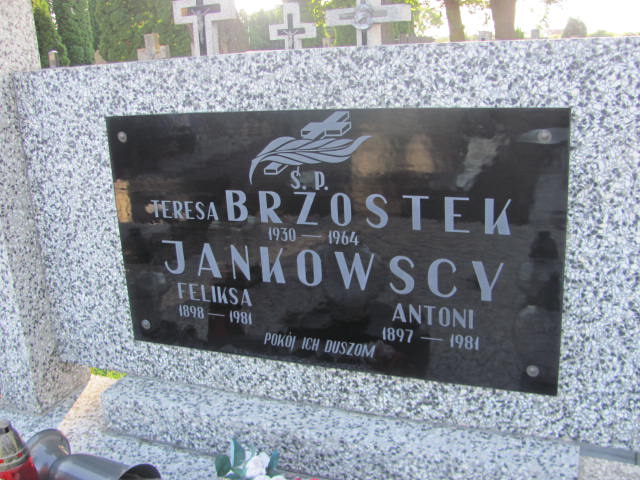 Ś. P.
TERESA BRZOSTEK
1930 — 1964
JANKOWSCY
FELIKSA ANTONI
1898 — 1981 1897 — 1981
POKÓJ ICH DUSZOM